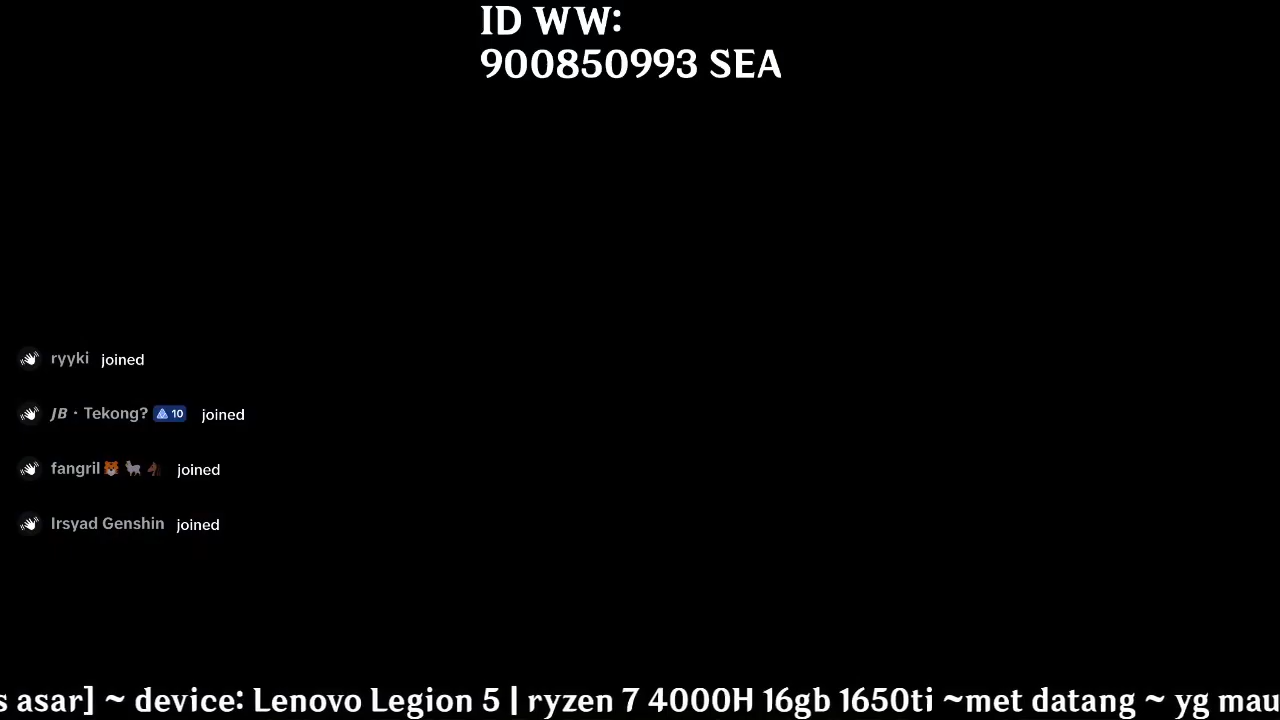 ID WW:
900850993 SEA
ryyki joined
JB · Tekong? 10 joined
fangril🐻🐐🐴 joined
Irsyad Genshin joined
s asar] ~ device: Lenovo Legion 5 | ryzen 7 4000H 16gb 1650ti ~met datang ~ yg mau